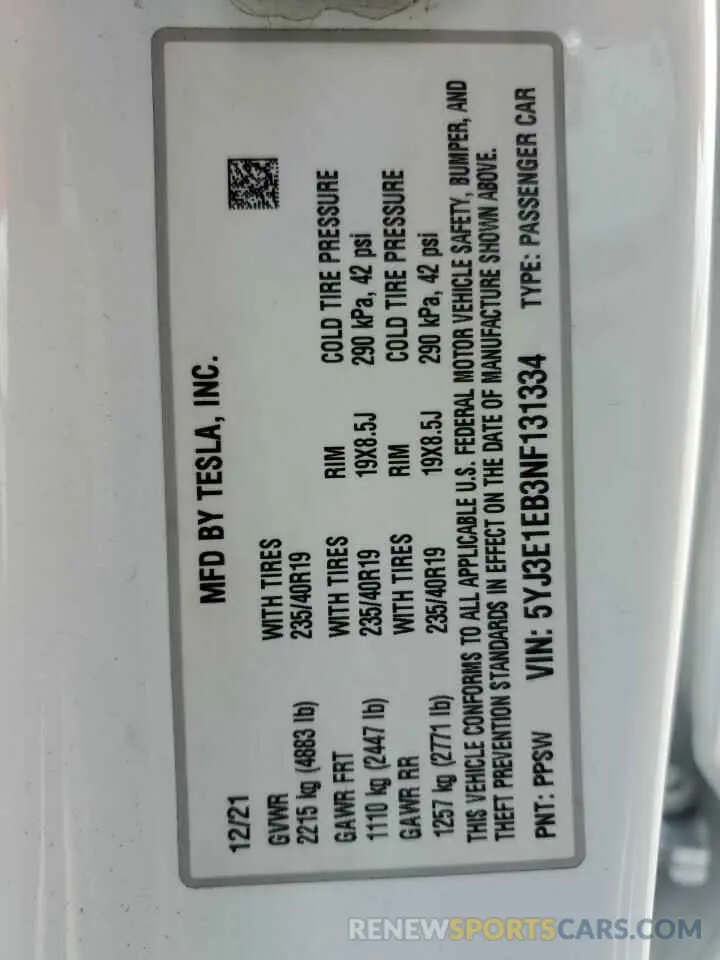 MFD BY TESLA, INC.
12/21
GVWR WITH TIRES
2215 kg (4883 lb) 235/40R19
GAWR FRT WITH TIRES RIM COLD TIRE PRESSURE
1110 kg (2447 lb) 235/40R19 19X8.5J 290 kPa, 42 psi
GAWR RR WITH TIRES RIM COLD TIRE PRESSURE
1257 kg (2771 lb) 235/40R19 19X8.5J 290 kPa, 42 psi
THIS VEHICLE CONFORMS TO ALL APPLICABLE U.S. FEDERAL MOTOR VEHICLE SAFETY, BUMPER, AND
THEFT PREVENTION STANDARDS IN EFFECT ON THE DATE OF MANUFACTURE SHOWN ABOVE.
PNT: PPSW VIN: 5YJ3E1EB3NF131334 TYPE: PASSENGER CAR
RENEWSPORTSCARS.COM